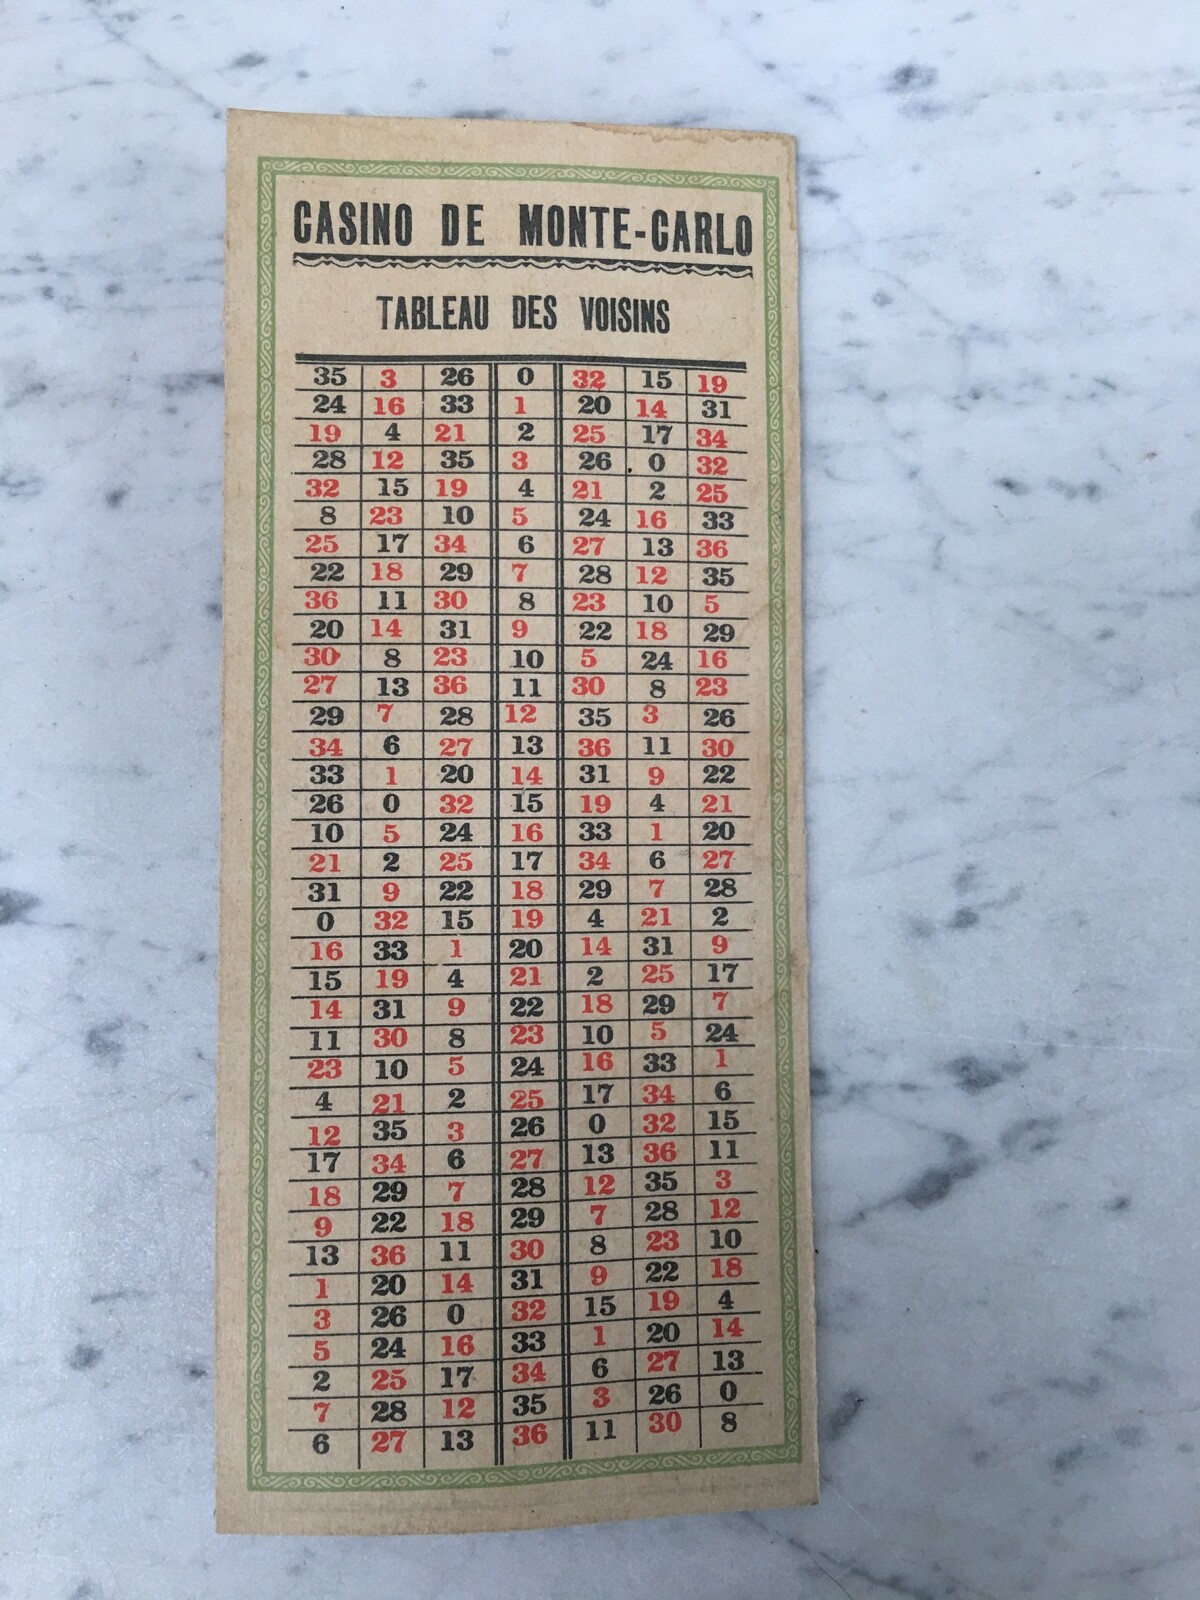 CASINO DE MONTE-CARLO
TABLEAU DES VOISINS
35 3 26 0 32 15 19
24 16 33 1 20 14 31
19 4 21 2 25 17 34
28 12 35 3 26 0 32
32 15 19 4 21 2 25
8 23 10 5 24 16 33
25 17 34 6 27 13 36
22 18 29 7 28 12 35
36 11 30 8 23 10 5
20 14 31 9 22 18 29
30 8 23 10 5 24 16
27 13 36 11 30 8 23
29 7 28 12 35 3 26
34 6 27 13 36 11 30
33 1 20 14 31 9 22
26 0 32 15 19 4 21
10 5 24 16 33 1 20
21 2 25 17 34 6 27
31 9 22 18 29 7 28
0 32 15 19 4 21 2
16 33 1 20 14 31 9
15 19 4 21 2 25 17
14 31 9 22 18 29 7
11 30 8 23 10 5 24
23 10 5 24 16 33 1
4 21 2 25 17 34 6
12 35 3 26 0 32 15
17 34 6 27 13 36 11
18 29 7 28 12 35 3
9 22 18 29 7 28 12
13 36 11 30 8 23 10
1 20 14 31 9 22 18
3 26 0 32 15 19 4
5 24 16 33 1 20 14
2 25 17 34 6 27 13
7 28 12 35 3 26 0
6 27 13 36 11 30 8